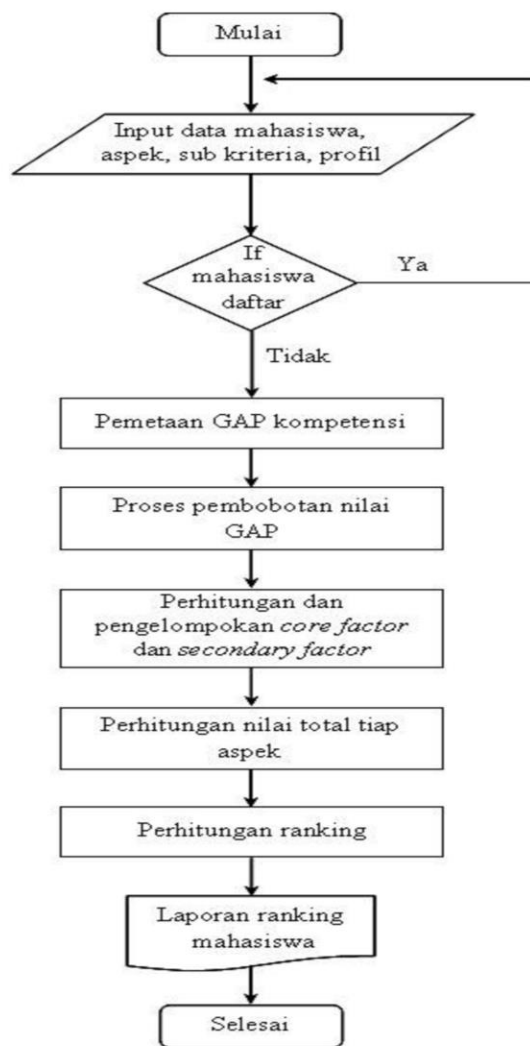 Mulai
Input data mahasiswa,
aspek, sub kriteria, profil
If
mahasiswa
daftar
Ya
Tidak
Pemetaan GAP kompetensi
Proses pembobotan nilai
GAP
Perhitungan dan
pengelompokan core factor
dan secondary factor
Perhitungan nilai total tiap
aspek
Perhitungan ranking
Laporan ranking
mahasiswa
Selesai